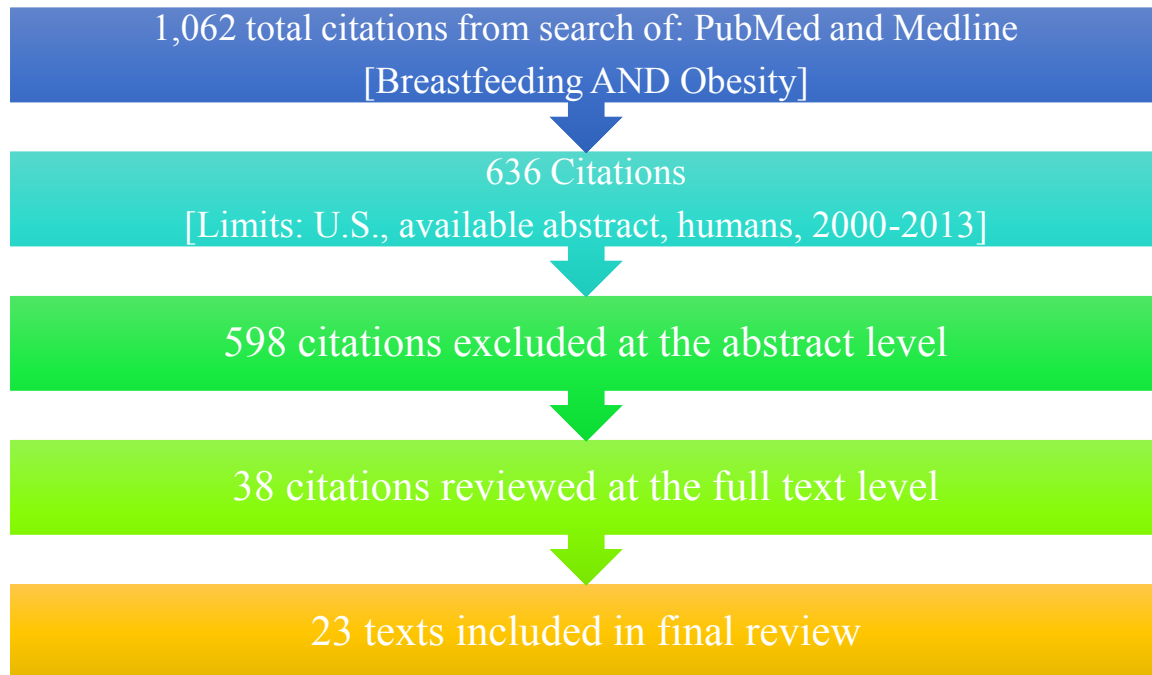 1,062 total citations from search of: PubMed and Medline
[Breastfeeding AND Obesity]
636 Citations
[Limits: U.S., available abstract, humans, 2000-2013]
598 citations excluded at the abstract level
38 citations reviewed at the full text level
23 texts included in final review